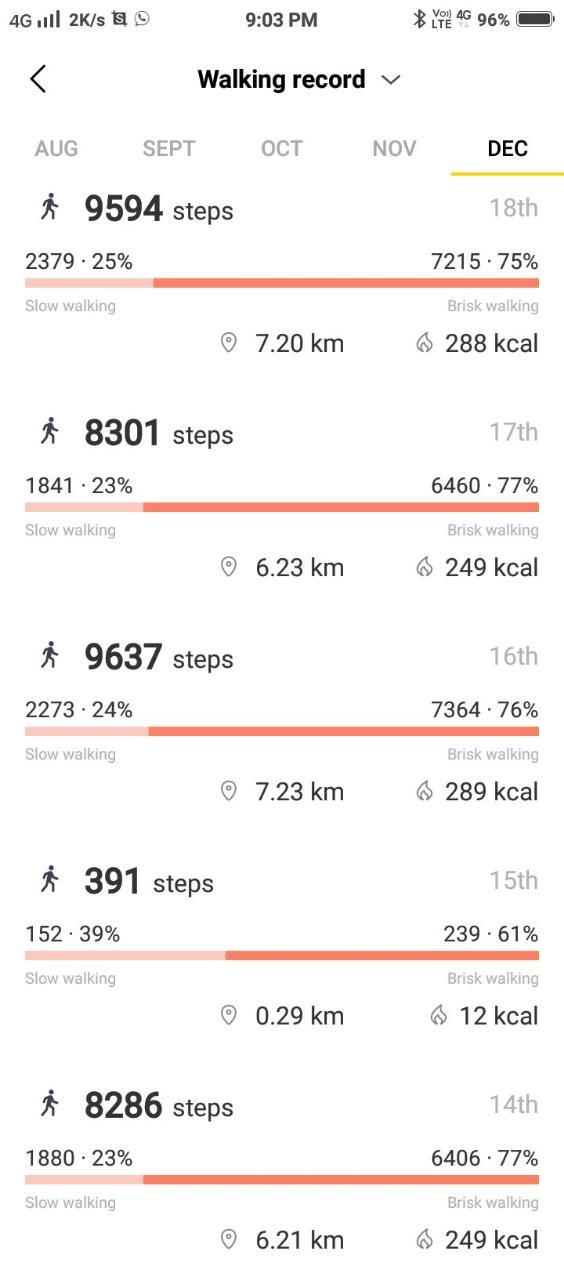 4G 2K/s 9:03 PM Vo)) LTE 4G 96%
Walking record
AUG SEPT OCT NOV DEC
9594 steps 18th
2379 · 25% 7215 · 75%
Slow walking Brisk walking
7.20 km 288 kcal
8301 steps 17th
1841 · 23% 6460 · 77%
Slow walking Brisk walking
6.23 km 249 kcal
9637 steps 16th
2273 · 24% 7364 · 76%
Slow walking Brisk walking
7.23 km 289 kcal
391 steps 15th
152 · 39% 239 · 61%
Slow walking Brisk walking
0.29 km 12 kcal
8286 steps 14th
1880 · 23% 6406 · 77%
Slow walking Brisk walking
6.21 km 249 kcal